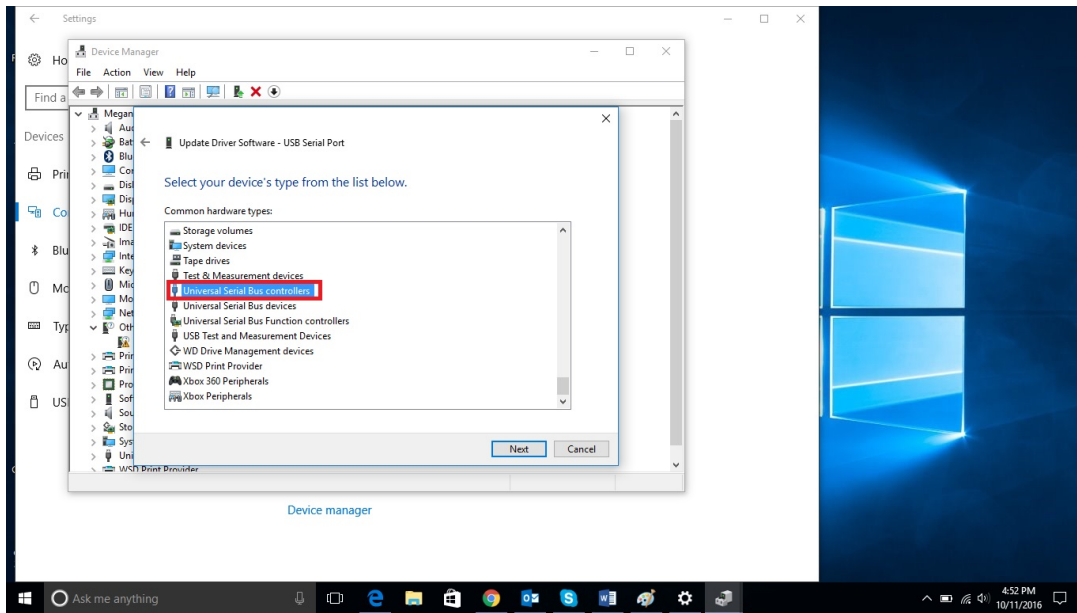 Settings
Device Manager
File Action View Help
Find a
Megan
Devices
Update Driver Software - USB Serial Port
Select your device's type from the list below.
Common hardware types:
Storage volumes
System devices
Tape drives
Test & Measurement devices
Universal Serial Bus controllers
Universal Serial Bus devices
Universal Serial Bus Function controllers
USB Test and Measurement Devices
WD Drive Management devices
WSD Print Provider
Xbox 360 Peripherals
Xbox Peripherals
Next Cancel
Ho
Pri
Co
Blu
Mo
Typ
Au
US
Aud
Bat
Blu
Cor
Disl
Disp
Hur
IDE
Ima
Inte
Key
Mic
Mo
Net
Oth
Prin
Prin
Pro
Sof
Sou
Sto
Sys
Uni
WSD Print Provider
Device manager
Ask me anything
4:52 PM
10/11/2016